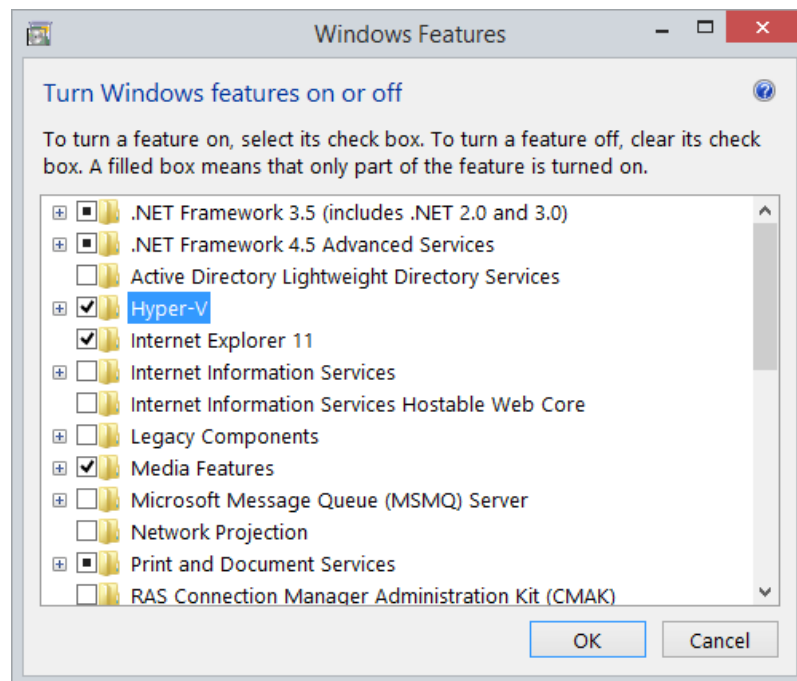 Windows Features
Turn Windows features on or off
To turn a feature on, select its check box. To turn a feature off, clear its check
box. A filled box means that only part of the feature is turned on.
.NET Framework 3.5 (includes .NET 2.0 and 3.0)
.NET Framework 4.5 Advanced Services
Active Directory Lightweight Directory Services
Hyper-V
Internet Explorer 11
Internet Information Services
Internet Information Services Hostable Web Core
Legacy Components
Media Features
Microsoft Message Queue (MSMQ) Server
Network Projection
Print and Document Services
RAS Connection Manager Administration Kit (CMAK)
OK Cancel